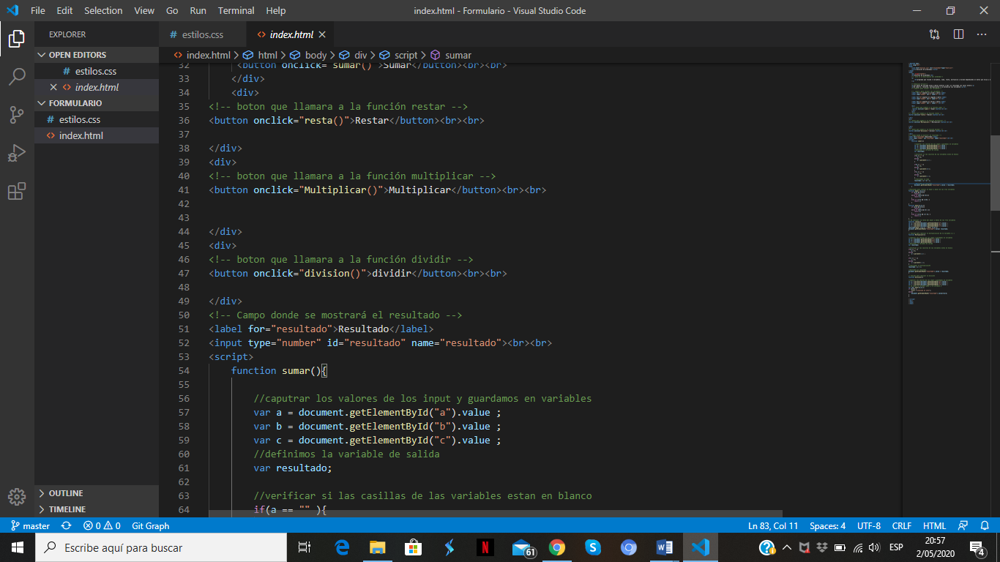 File Edit Selection View Go Run Terminal Help
index.html - Formulario - Visual Studio Code
EXPLORER
OPEN EDITORS
# estilos.css
index.html
FORMULARIO
# estilos.css
index.html
OUTLINE
TIMELINE
# estilos.css
index.html
index.html > html > body > div > script > sumar
32 <button onclick="sumar()">Sumar</button><br><br>
33 </div>
34 <div>
35 <!-- boton que llamara a la función restar -->
36 <button onclick="resta()">Restar</button><br><br>
37
38 </div>
39 <div>
40 <!-- boton que llamara a la función multiplicar -->
41 <button onclick="Multiplicar()">Multiplicar</button><br><br>
42
43
44 </div>
45 <div>
46 <!-- boton que llamara a la función dividir -->
47 <button onclick="division()">dividir</button><br><br>
48
49 </div>
50 <!-- Campo donde se mostrará el resultado -->
51 <label for="resultado">Resultado</label>
52 <input type="number" id="resultado" name="resultado"><br><br>
53 <script>
54 function sumar(){
55
56 //caputrar los valores de los input y guardamos en variables
57 var a = document.getElementById("a").value ;
58 var b = document.getElementById("b").value ;
59 var c = document.getElementById("c").value ;
60 //definimos la variable de salida
61 var resultado;
62
63 //verificar si las casillas de las variables estan en blanco
64 if(a == "" ){
master 0 0 Git Graph
Ln 83, Col 11 Spaces: 4 UTF-8 CRLF HTML
Escribe aquí para buscar
61
ESP
20:57
2/05/2020
4